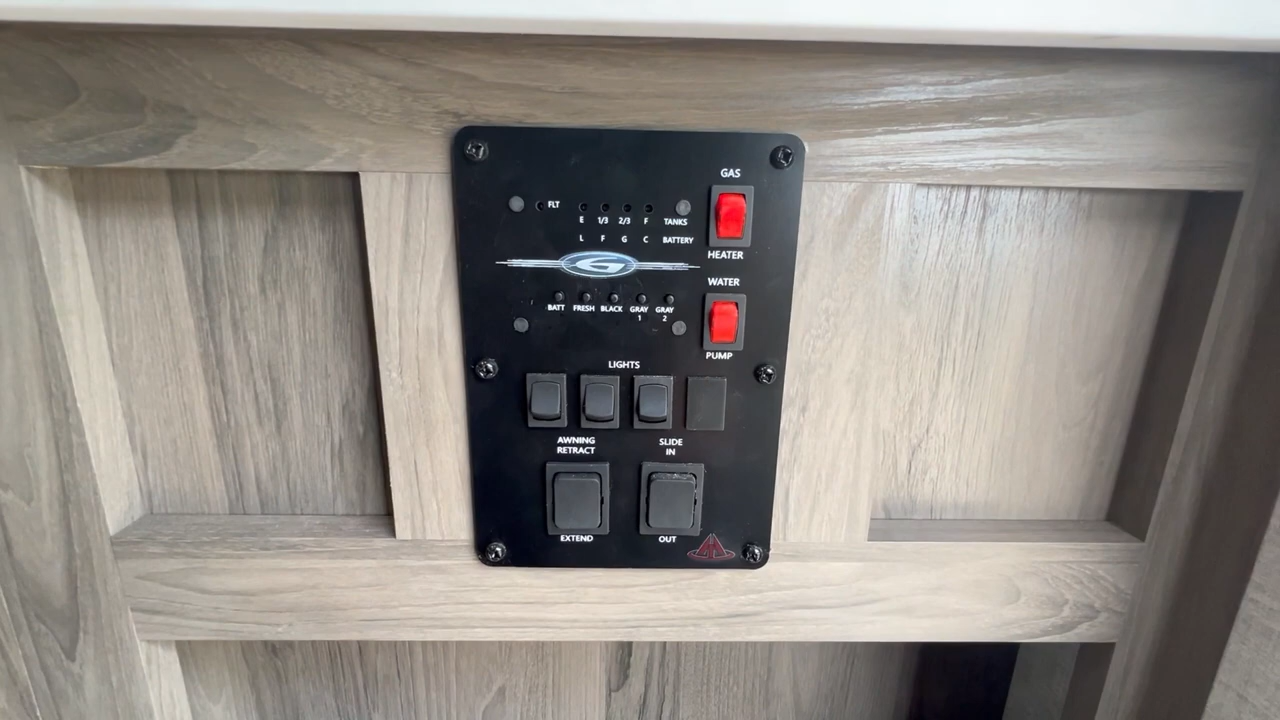 GAS
FLT
E 1/3 2/3 F TANKS
L F G C BATTERY
HEATER
WATER
BATT FRESH BLACK GRAY 1 GRAY 2
PUMP
LIGHTS
AWNING
RETRACT
SLIDE
IN
EXTEND
OUT